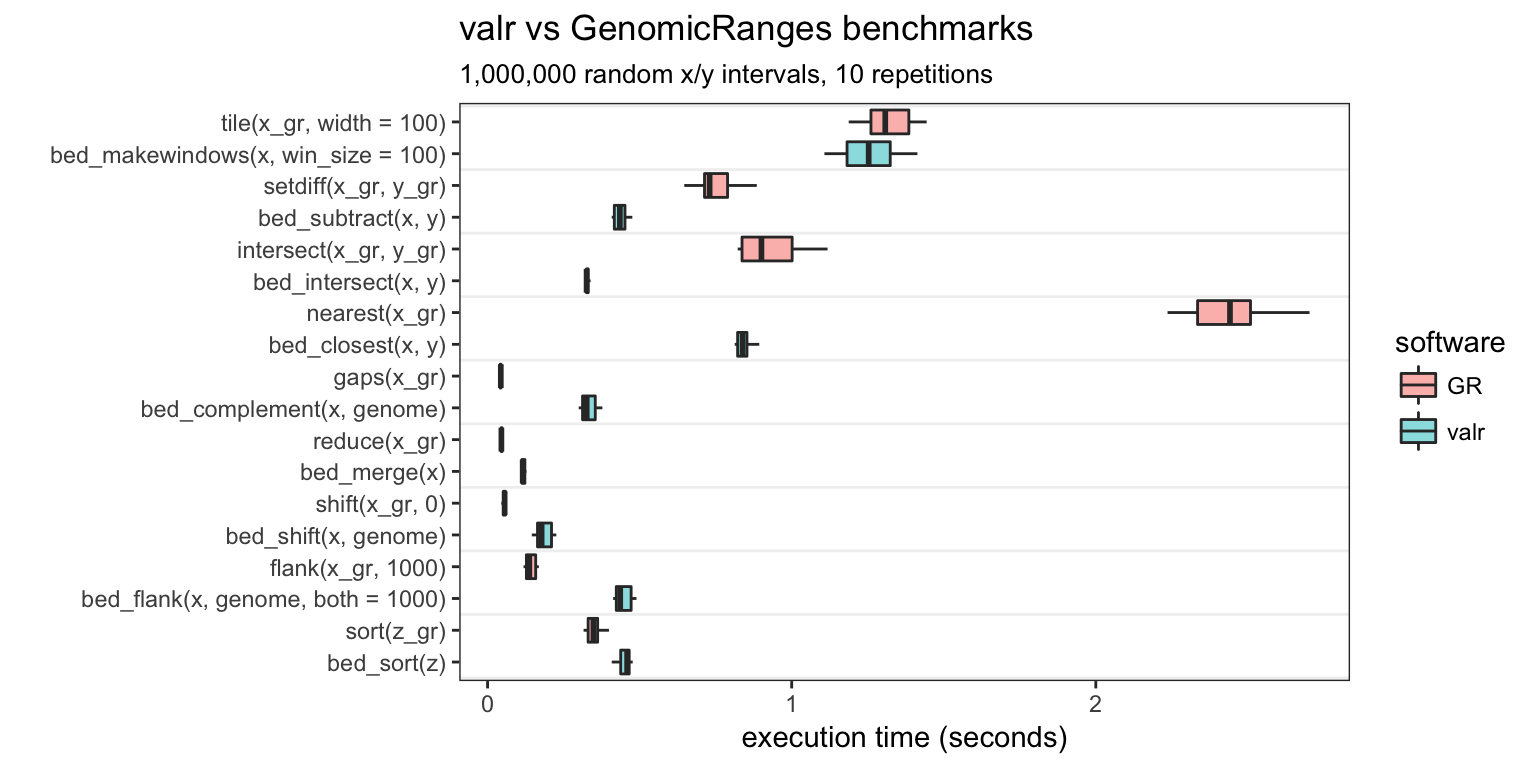 valr vs GenomicRanges benchmarks
1,000,000 random x/y intervals, 10 repetitions
tile(x_gr, width = 100)
bed_makewindows(x, win_size = 100)
setdiff(x_gr, y_gr)
bed_subtract(x, y)
intersect(x_gr, y_gr)
bed_intersect(x, y)
nearest(x_gr)
bed_closest(x, y)
gaps(x_gr)
bed_complement(x, genome)
reduce(x_gr)
bed_merge(x)
shift(x_gr, 0)
bed_shift(x, genome)
flank(x_gr, 1000)
bed_flank(x, genome, both = 1000)
sort(z_gr)
bed_sort(z)
0 1 2
execution time (seconds)
software
GR
valr